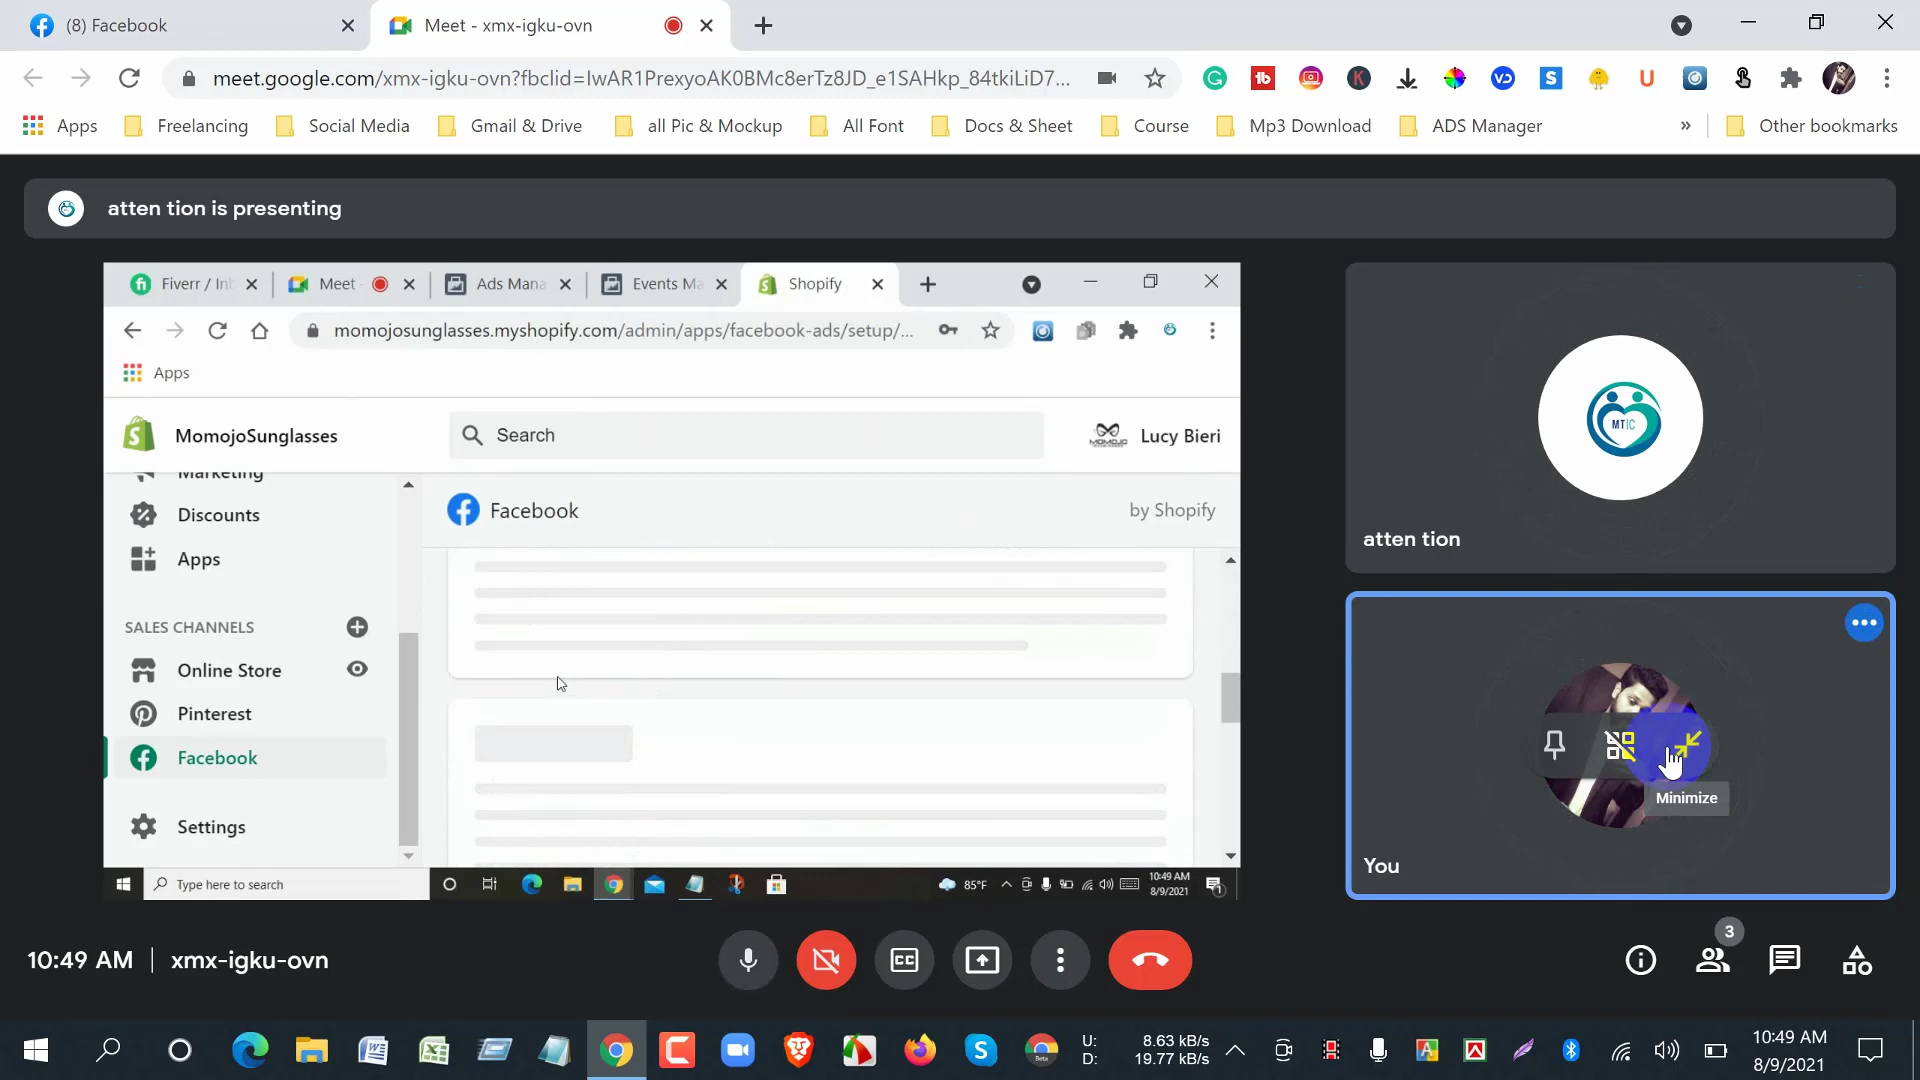 (8) Facebook
Meet - xmx-igku-ovn
meet.google.com/xmx-igku-ovn?fbclid=IwAR1PrexyoAK0BMc8erTz8JD_e1SAHkp_84tkiLiD7...
Apps
Freelancing
Social Media
Gmail & Drive
all Pic & Mockup
All Font
Docs & Sheet
Course
Mp3 Download
ADS Manager
»
Other bookmarks
atten tion is presenting
Fiverr / Int
Meet
Ads Mana
Events Ma
Shopify
momojosunglasses.myshopify.com/admin/apps/facebook-ads/setup/...
Apps
MomojoSunglasses
Search
MOMOJO
Lucy Bieri
Marketing
Discounts
Apps
SALES CHANNELS
Online Store
Pinterest
Facebook
Settings
Facebook
by Shopify
Type here to search
85°F
10:49 AM
8/9/2021
MTIC
atten tion
Minimize
You
10:49 AM | xmx-igku-ovn
CC
3
U: 8.63 kB/s
D: 19.77 kB/s
10:49 AM
8/9/2021